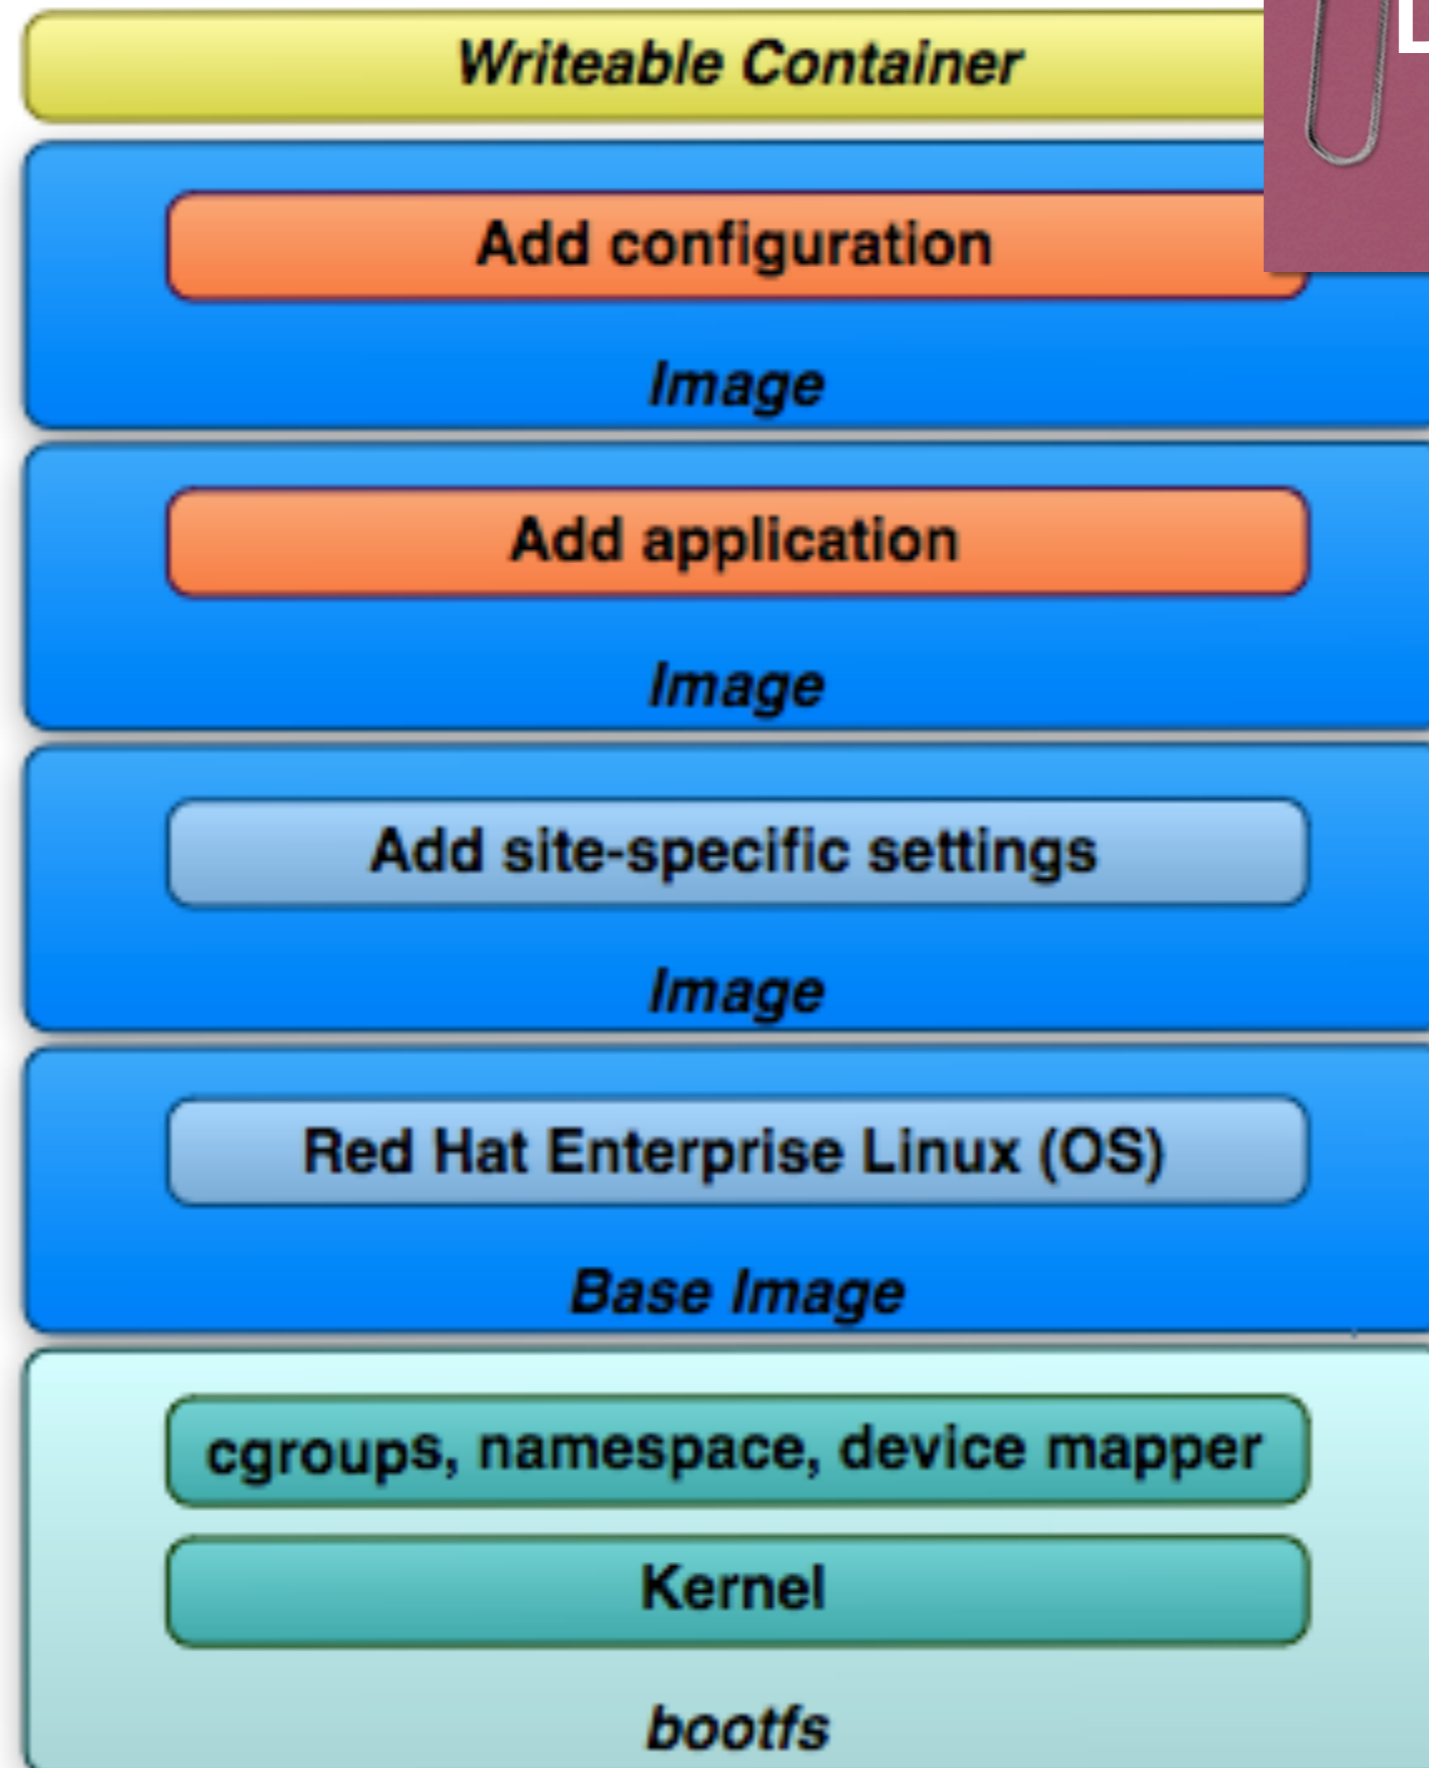 Writeable Container
Add configuration
Image
Add application
Image
Add site-specific settings
Image
Red Hat Enterprise Linux (OS)
Base Image
cgroups, namespace, device mapper
Kernel
bootfs